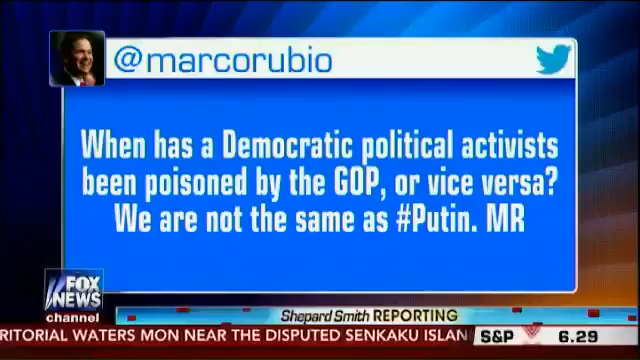 @marcorubio
When has a Democratic political activists
been poisoned by the GOP, or vice versa?
We are not the same as #Putin. MR
FOX
NEWS
channel
Shepard Smith REPORTING
RITORIAL WATERS MON NEAR THE DISPUTED SENKAKU ISLAN
S&P 6.29